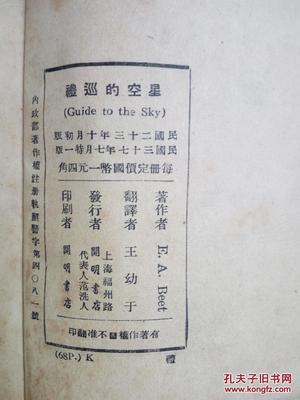 星空的巡禮
(Guide to the Sky)
民國二十三年十月初版
民國三十七年七月特一版
每册定價國幣一元四角
著作者 E. A. Beet
翻譯者 王幼于
發行者 上海福州路
開明書店
代表人范洗人
印刷者 開明書店
有著作權不准翻印
內政部著作權註册執照警字第四〇八一號
(68P.) K 禮
孔夫子旧书网